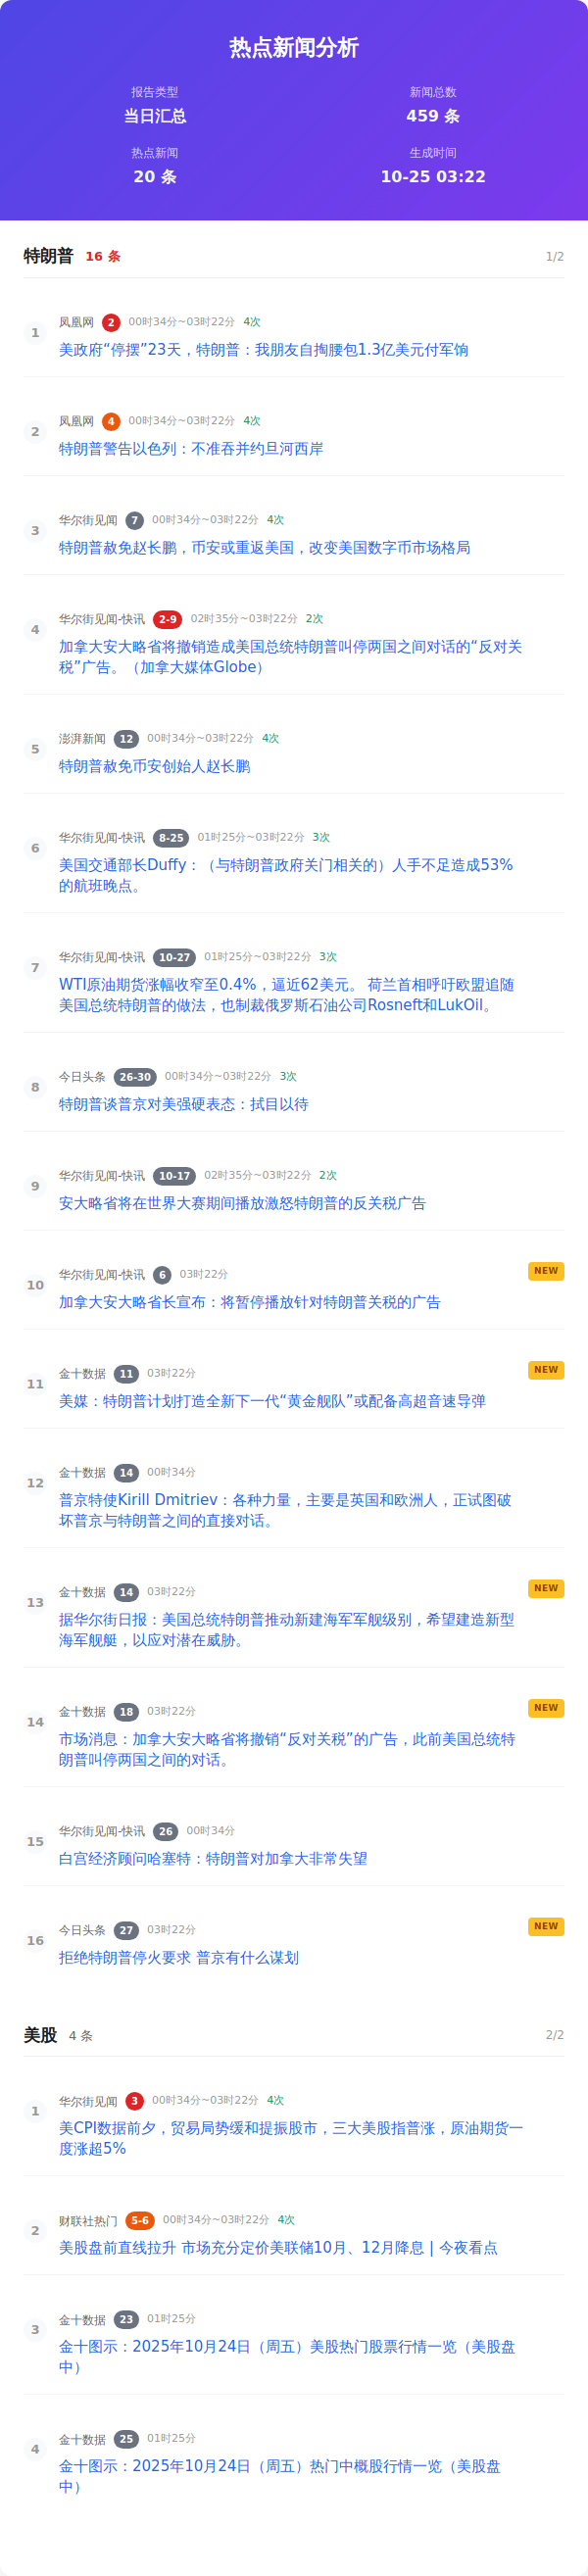 热点新闻分析
报告类型
当日汇总
新闻总数
459 条
热点新闻
20 条
生成时间
10-25 03:22
特朗普 16 条 1/2
1
凤凰网 2 00时34分~03时22分 4次
美政府“停摆”23天，特朗普：我朋友自掏腰包1.3亿美元付军饷
2
凤凰网 4 00时34分~03时22分 4次
特朗普警告以色列：不准吞并约旦河西岸
3
华尔街见闻 7 00时34分~03时22分 4次
特朗普赦免赵长鹏，币安或重返美国，改变美国数字币市场格局
4
华尔街见闻-快讯 2-9 02时35分~03时22分 2次
加拿大安大略省将撤销造成美国总统特朗普叫停两国之间对话的“反对关
税”广告。（加拿大媒体Globe）
5
澎湃新闻 12 00时34分~03时22分 4次
特朗普赦免币安创始人赵长鹏
6
华尔街见闻-快讯 8-25 01时25分~03时22分 3次
美国交通部长Duffy：（与特朗普政府关门相关的）人手不足造成53%
的航班晚点。
7
华尔街见闻-快讯 10-27 01时25分~03时22分 3次
WTI原油期货涨幅收窄至0.4%，逼近62美元。 荷兰首相呼吁欧盟追随
美国总统特朗普的做法，也制裁俄罗斯石油公司Rosneft和LukOil。
8
今日头条 26-30 00时34分~03时22分 3次
特朗普谈普京对美强硬表态：拭目以待
9
华尔街见闻-快讯 10-17 02时35分~03时22分 2次
安大略省将在世界大赛期间播放激怒特朗普的反关税广告
10
华尔街见闻-快讯 6 03时22分 NEW
加拿大安大略省长宣布：将暂停播放针对特朗普关税的广告
11
金十数据 11 03时22分 NEW
美媒：特朗普计划打造全新下一代“黄金舰队”或配备高超音速导弹
12
金十数据 14 00时34分
普京特使Kirill Dmitriev：各种力量，主要是英国和欧洲人，正试图破
坏普京与特朗普之间的直接对话。
13
金十数据 14 03时22分 NEW
据华尔街日报：美国总统特朗普推动新建海军军舰级别，希望建造新型
海军舰艇，以应对潜在威胁。
14
金十数据 18 03时22分 NEW
市场消息：加拿大安大略省将撤销“反对关税”的广告，此前美国总统特
朗普叫停两国之间的对话。
15
华尔街见闻-快讯 26 00时34分
白宫经济顾问哈塞特：特朗普对加拿大非常失望
16
今日头条 27 03时22分 NEW
拒绝特朗普停火要求 普京有什么谋划
美股 4 条 2/2
1
华尔街见闻 3 00时34分~03时22分 4次
美CPI数据前夕，贸易局势缓和提振股市，三大美股指普涨，原油期货一
度涨超5%
2
财联社热门 5-6 00时34分~03时22分 4次
美股盘前直线拉升 市场充分定价美联储10月、12月降息 | 今夜看点
3
金十数据 23 01时25分
金十图示：2025年10月24日（周五）美股热门股票行情一览（美股盘
中）
4
金十数据 25 01时25分
金十图示：2025年10月24日（周五）热门中概股行情一览（美股盘
中）